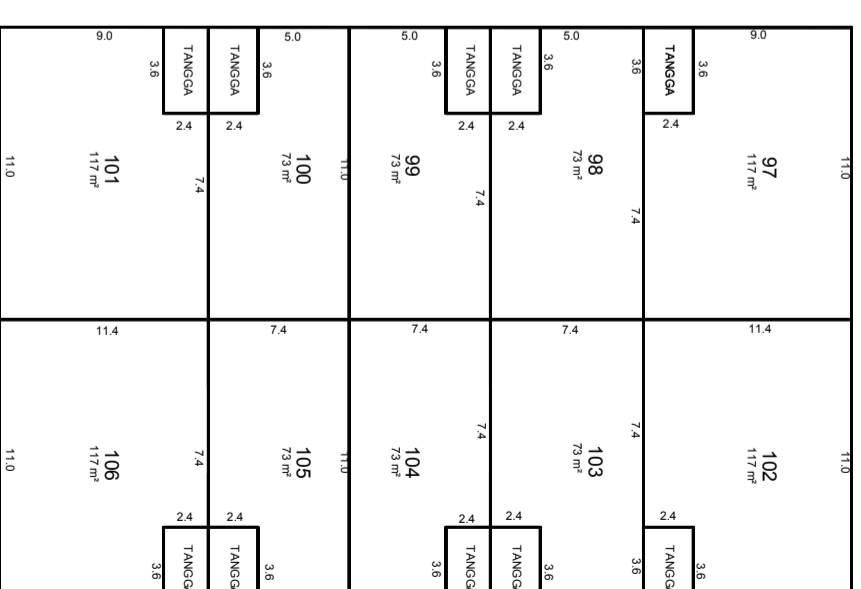 9.0
5.0
5.0
5.0
9.0
3.6
TANGGA
TANGGA
3.6
3.6
TANGGA
TANGGA
3.6
3.6
TANGGA
3.6
2.4
2.4
2.4
2.4
2.4
11.0
101
117 m²
7.4
100
73 m²
11.0
99
73 m²
7.4
98
73 m²
7.4
97
117 m²
11.0
11.4
7.4
7.4
7.4
11.4
11.0
106
117 m²
7.4
105
73 m²
11.0
104
73 m²
7.4
103
73 m²
7.4
102
117 m²
11.0
2.4
2.4
2.4
2.4
2.4
3.6
TANGG
TANGG
3.6
3.6
TANGG
TANGG
3.6
3.6
TANGG
3.6